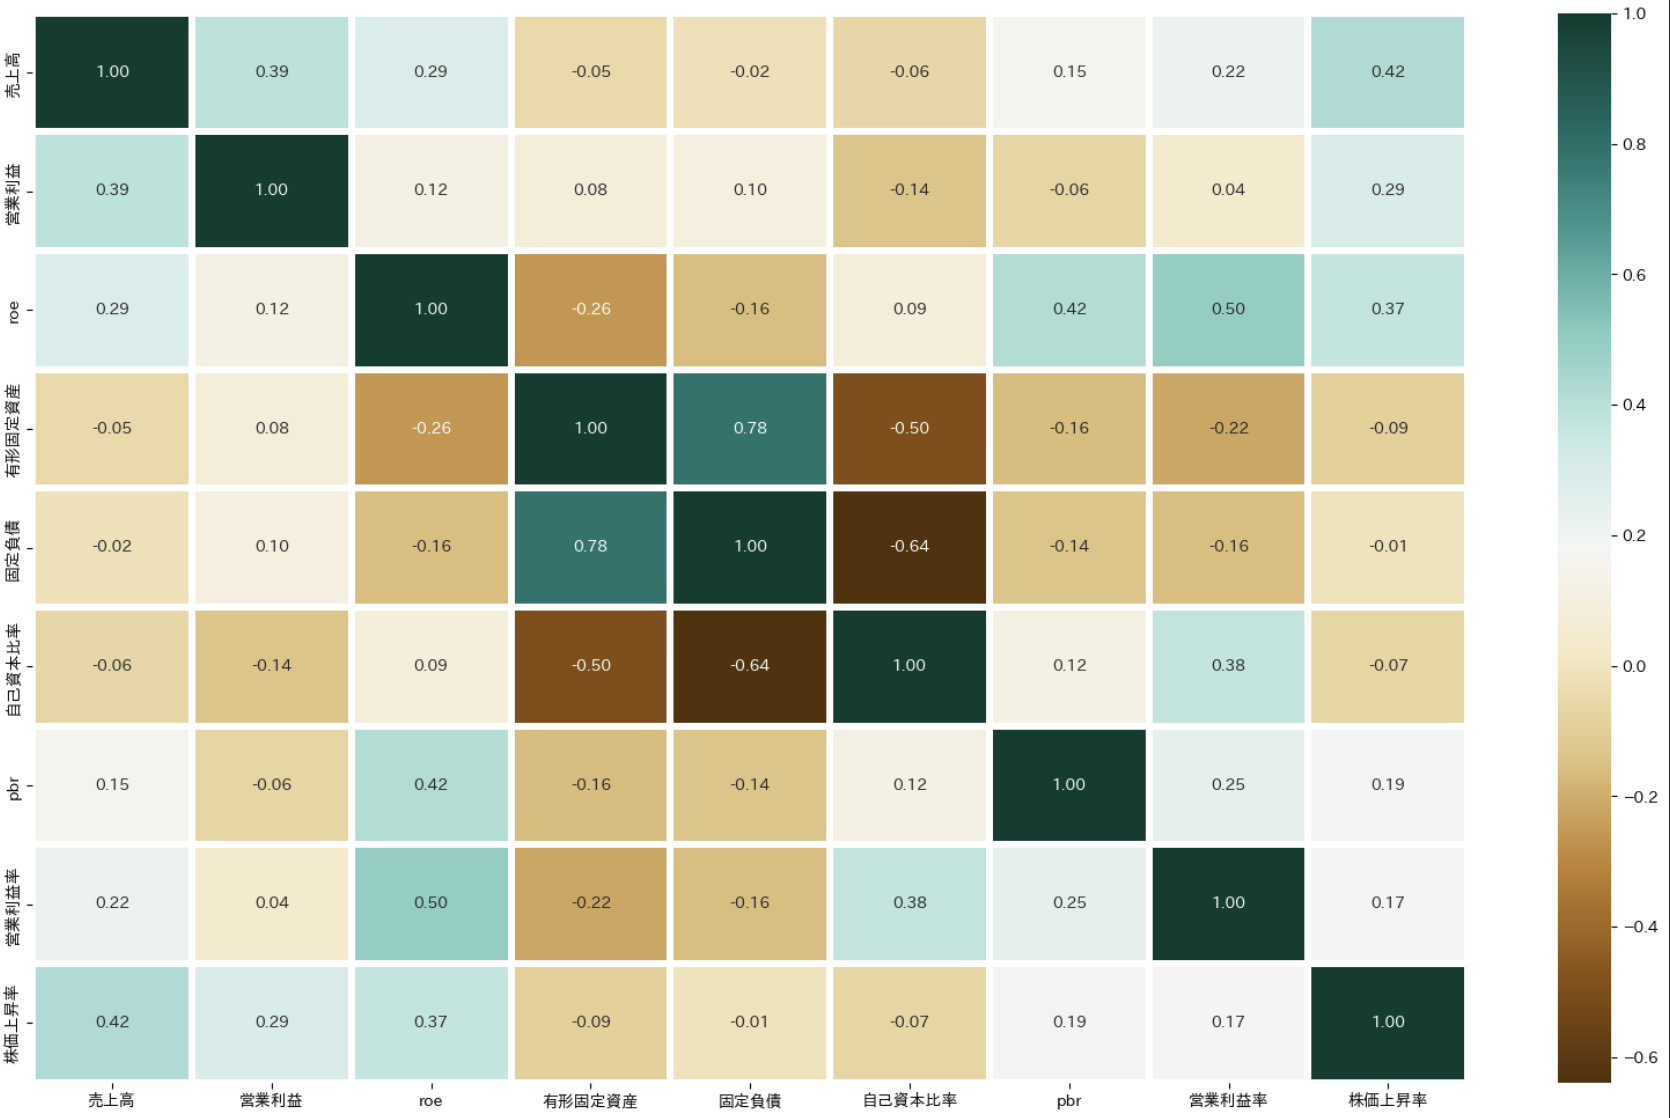 売上高 1.00 0.39 0.29 -0.05 -0.02 -0.06 0.15 0.22 0.42
営業利益 0.39 1.00 0.12 0.08 0.10 -0.14 -0.06 0.04 0.29
roe 0.29 0.12 1.00 -0.26 -0.16 0.09 0.42 0.50 0.37
有形固定資産 -0.05 0.08 -0.26 1.00 0.78 -0.50 -0.16 -0.22 -0.09
固定負債 -0.02 0.10 -0.16 0.78 1.00 -0.64 -0.14 -0.16 -0.01
自己資本比率 -0.06 -0.14 0.09 -0.50 -0.64 1.00 0.12 0.38 -0.07
pbr 0.15 -0.06 0.42 -0.16 -0.14 0.12 1.00 0.25 0.19
営業利益率 0.22 0.04 0.50 -0.22 -0.16 0.38 0.25 1.00 0.17
株価上昇率 0.42 0.29 0.37 -0.09 -0.01 -0.07 0.19 0.17 1.00
売上高 営業利益 roe 有形固定資産 固定負債 自己資本比率 pbr 営業利益率 株価上昇率
1.0
0.8
0.6
0.4
0.2
0.0
−0.2
−0.4
−0.6